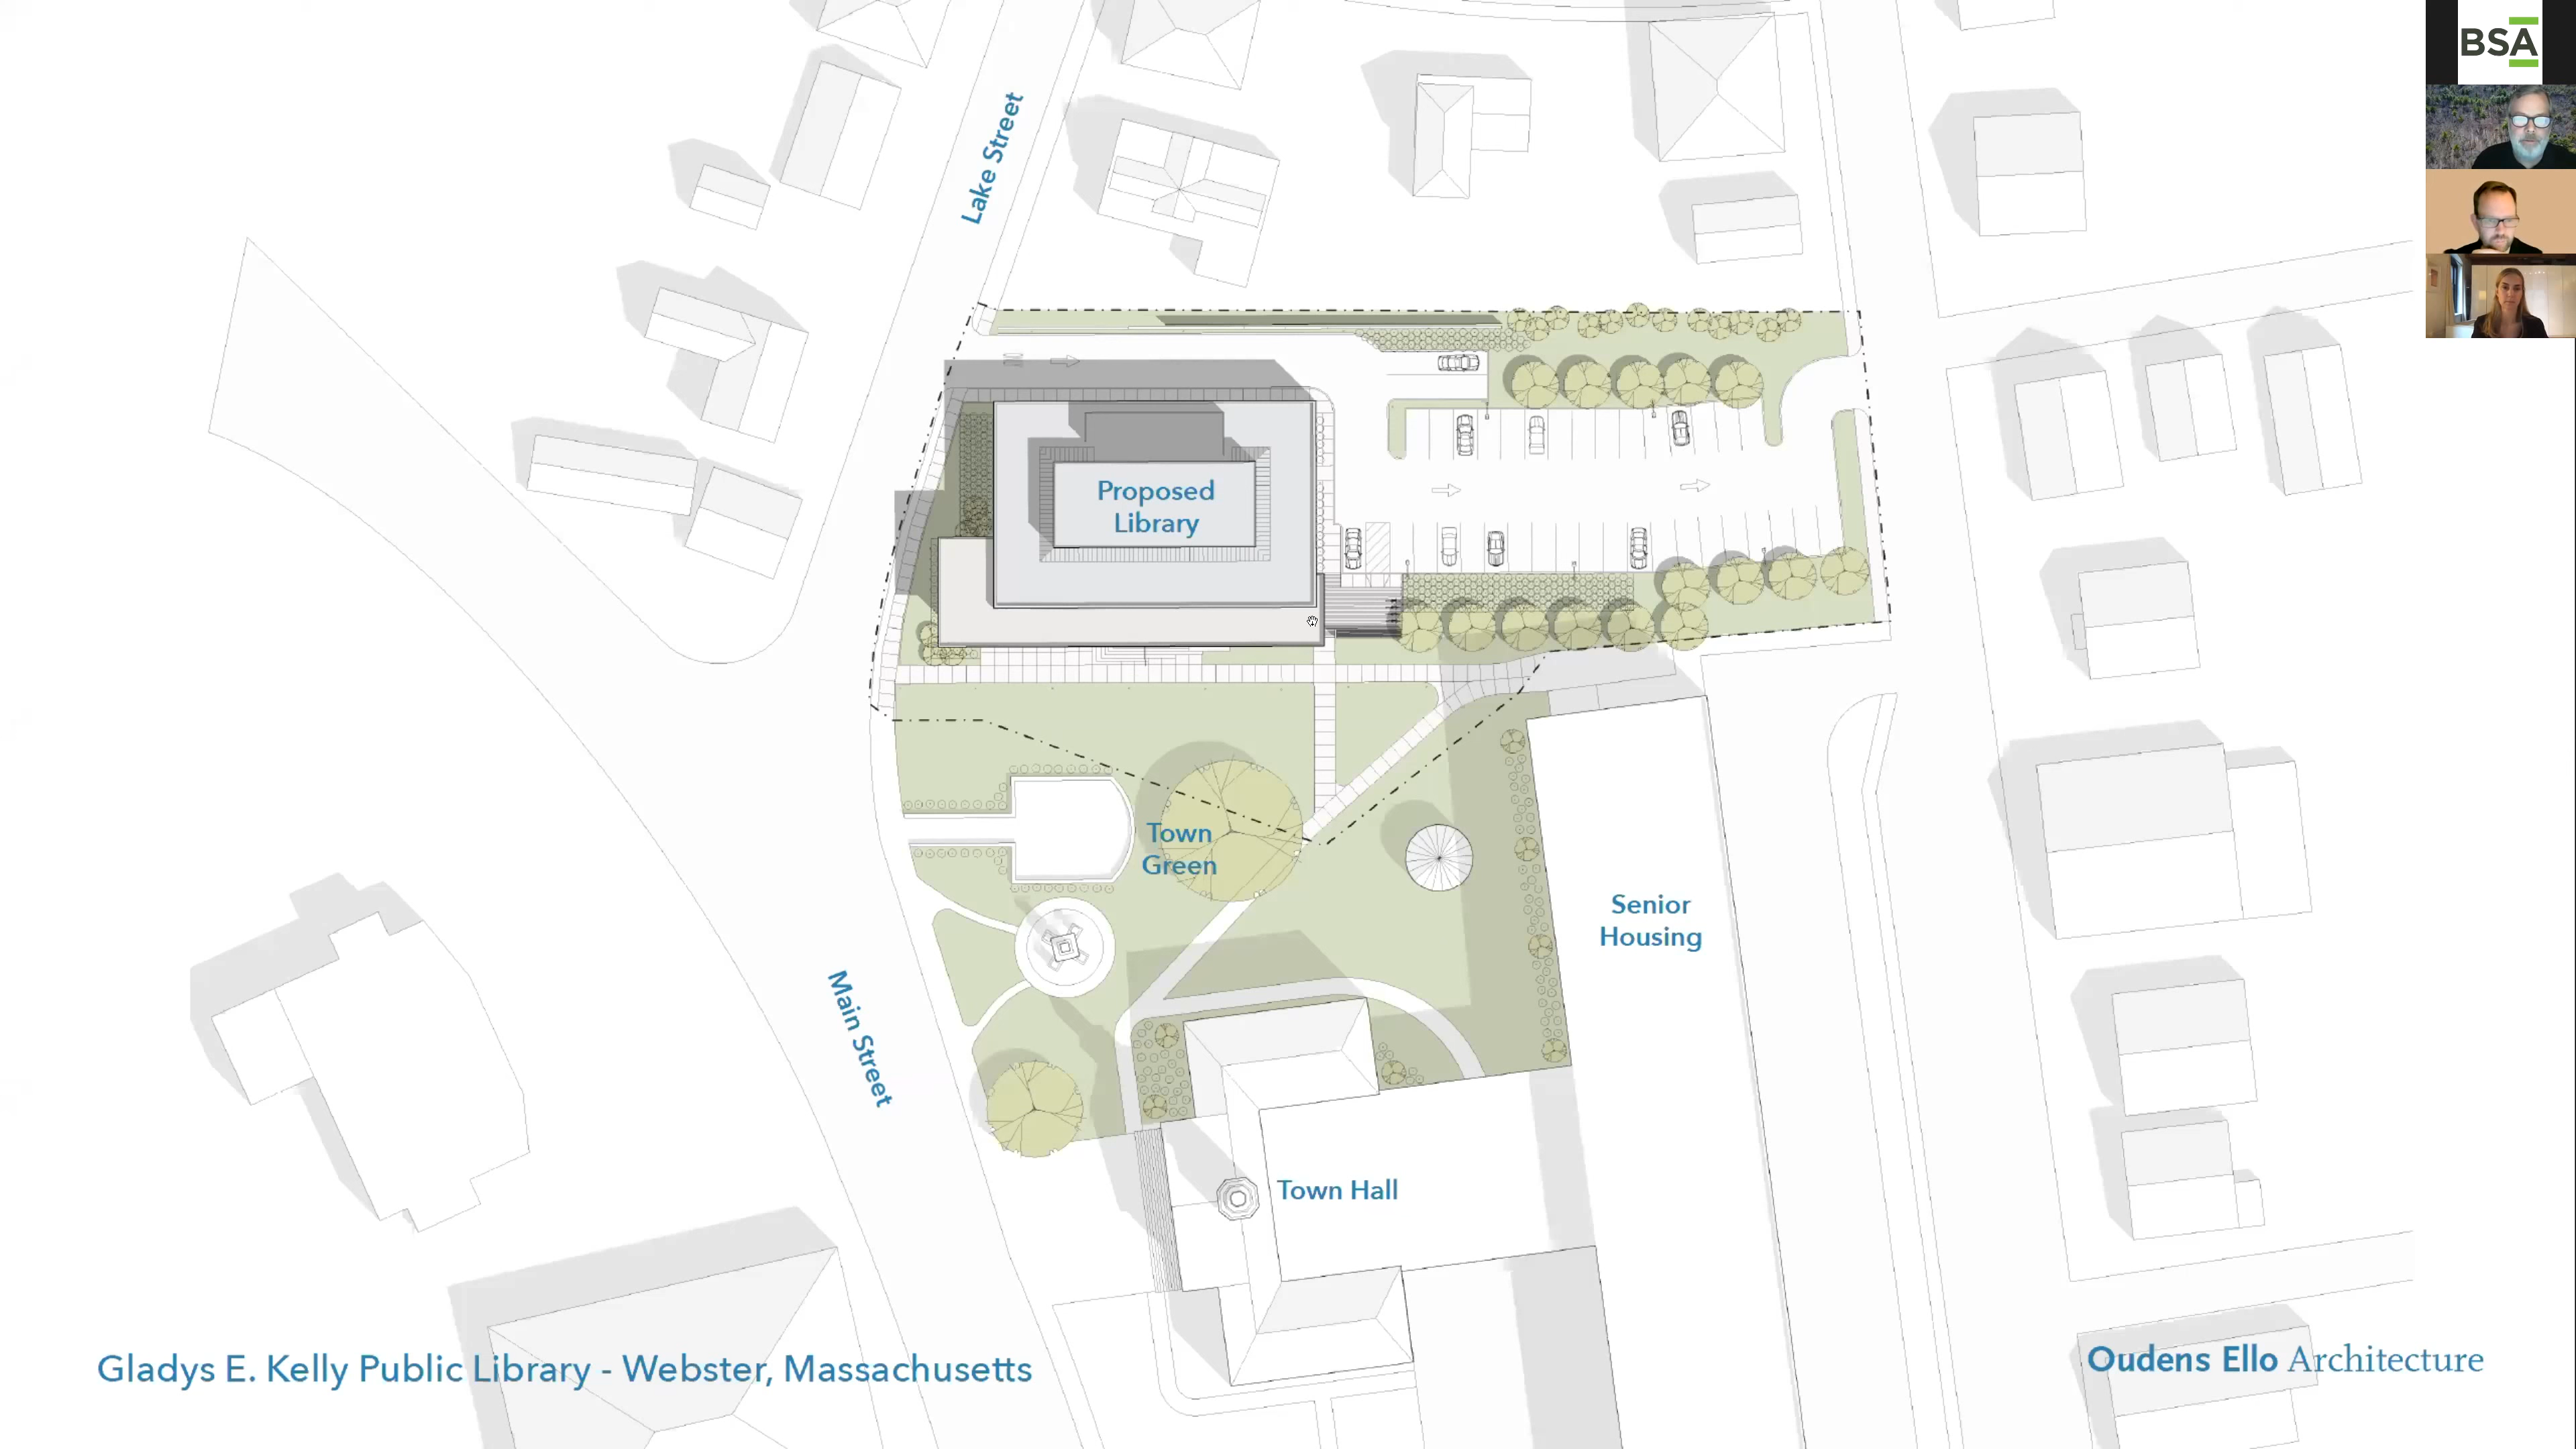 BSA
Lake Street
Proposed
Library
Town
Green
Senior
Housing
Main Street
Town Hall
Gladys E. Kelly Public Library - Webster, Massachusetts
Oudens Ello Architecture